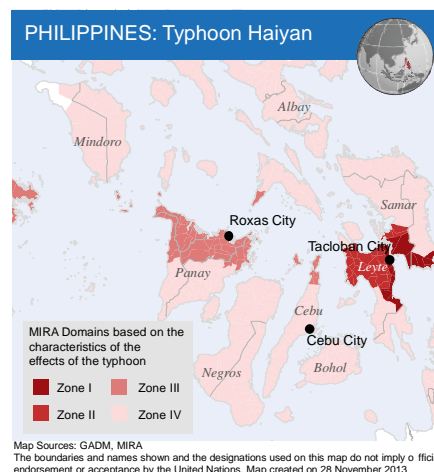 PHILIPPINES: Typhoon Haiyan
Albay
Mindoro
Samar
Roxas City
Tacloban City
Leyte
Panay
Cebu
Cebu City
Negros
Bohol
MIRA Domains based on the
characteristics of the
effects of the typhoon
Zone I
Zone III
Zone II
Zone IV
Map Sources: GADM, MIRA
The boundaries and names shown and the designations used on this map do not imply o fficia
endorsement or acceptance by the United Nations. Map created on 28 November 2013.